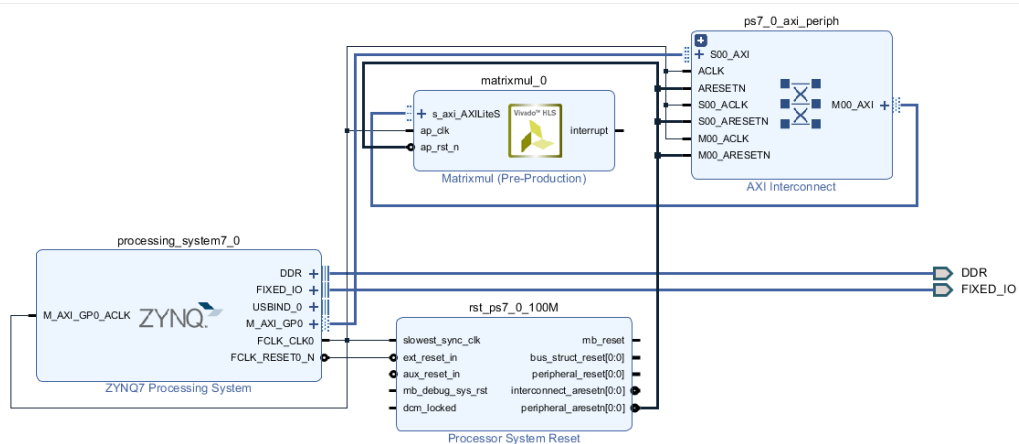 ps7_0_axi_periph
S00_AXI
ACLK
ARESETN
S00_ACLK
S00_ARESETN
M00_ACLK
M00_ARESETN
M00_AXI
AXI Interconnect
matrixmul_0
s_axi_AXILiteS
ap_clk
ap_rst_n
Vivado™ HLS
interrupt
Matrixmul (Pre-Production)
processing_system7_0
M_AXI_GP0_ACLK
ZYNQ
DDR
FIXED_IO
USBIND_0
M_AXI_GP0
FCLK_CLK0
FCLK_RESET0_N
ZYNQ7 Processing System
DDR
FIXED_IO
rst_ps7_0_100M
slowest_sync_clk
ext_reset_in
aux_reset_in
mb_debug_sys_rst
dcm_locked
mb_reset
bus_struct_reset[0:0]
peripheral_reset[0:0]
interconnect_aresetn[0:0]
peripheral_aresetn[0:0]
Processor System Reset